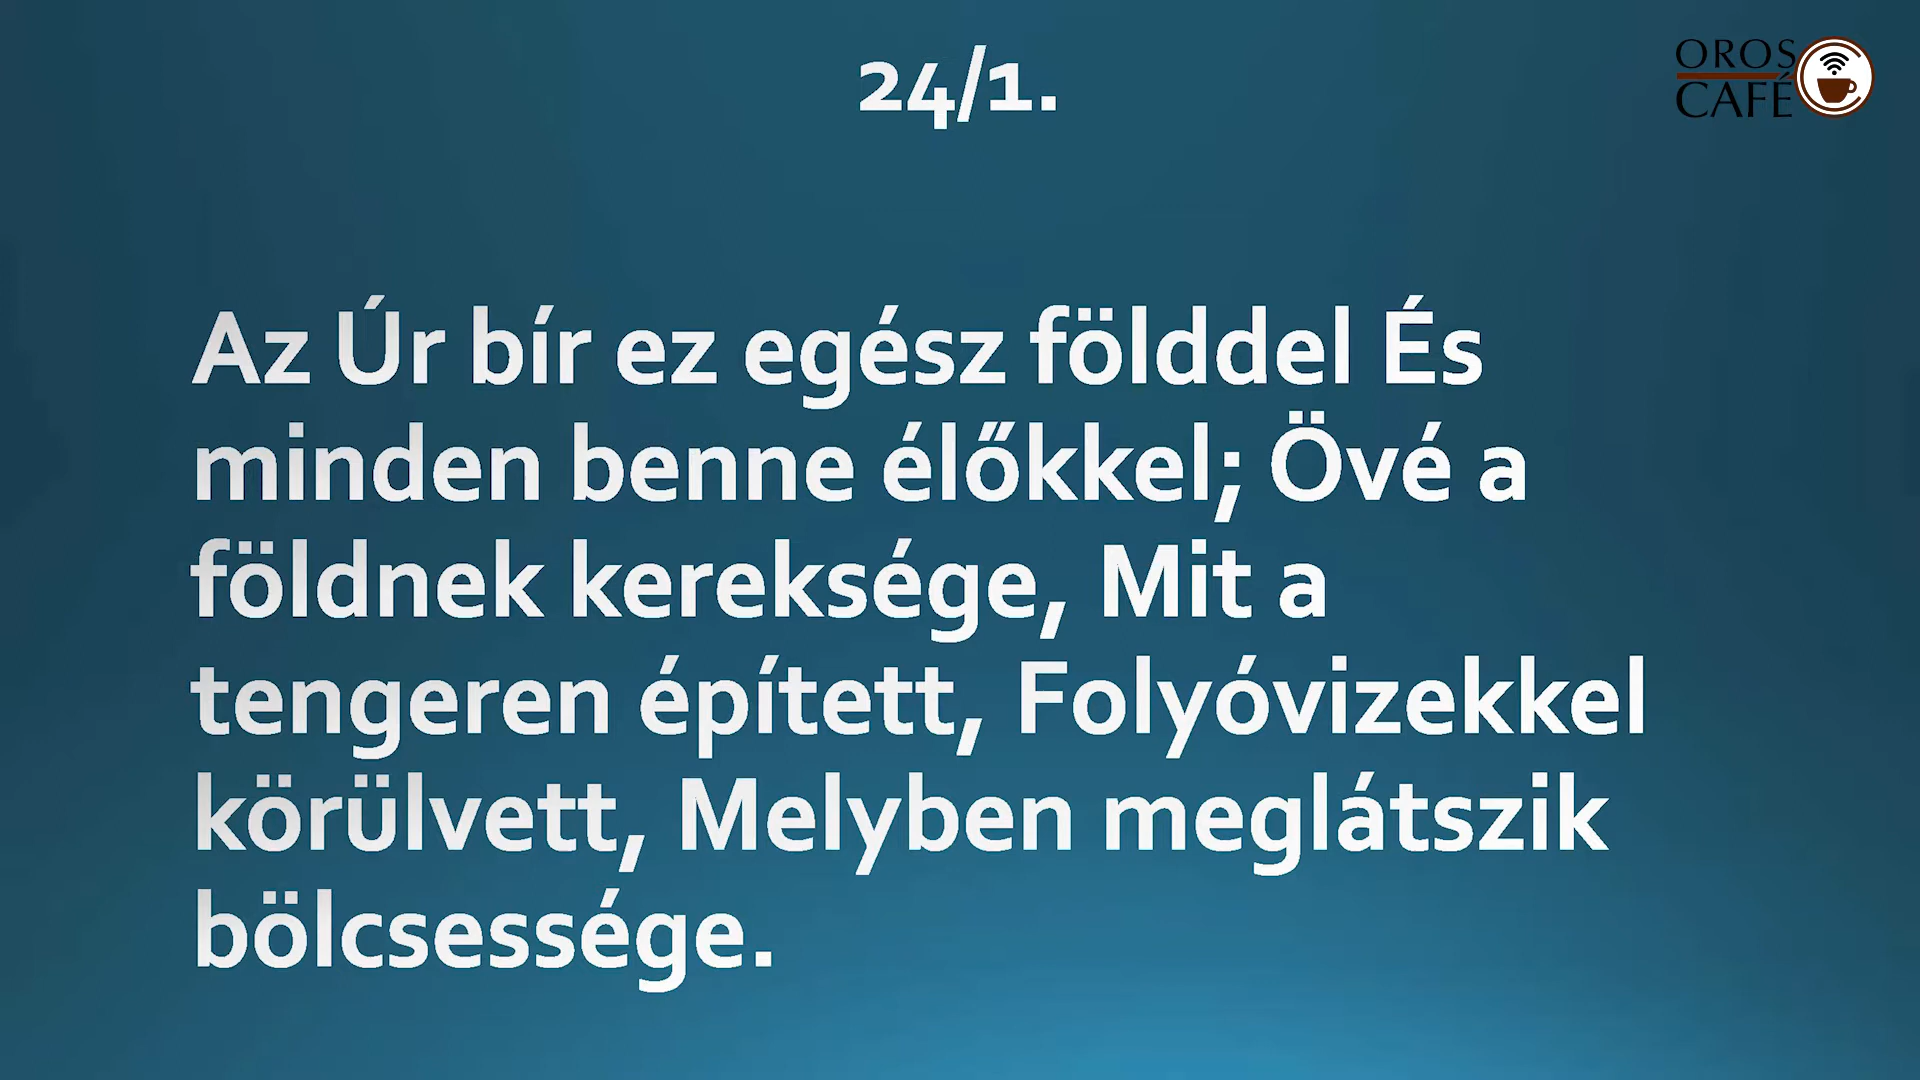 24/1.
OROS
CAFÉ
Az Úr bír ez egész földdel És
minden benne élőkkel; Övé a
földnek kereksége, Mit a
tengeren épített, Folyóvizekkel
körülvett, Melyben meglátszik
bölcsessége.